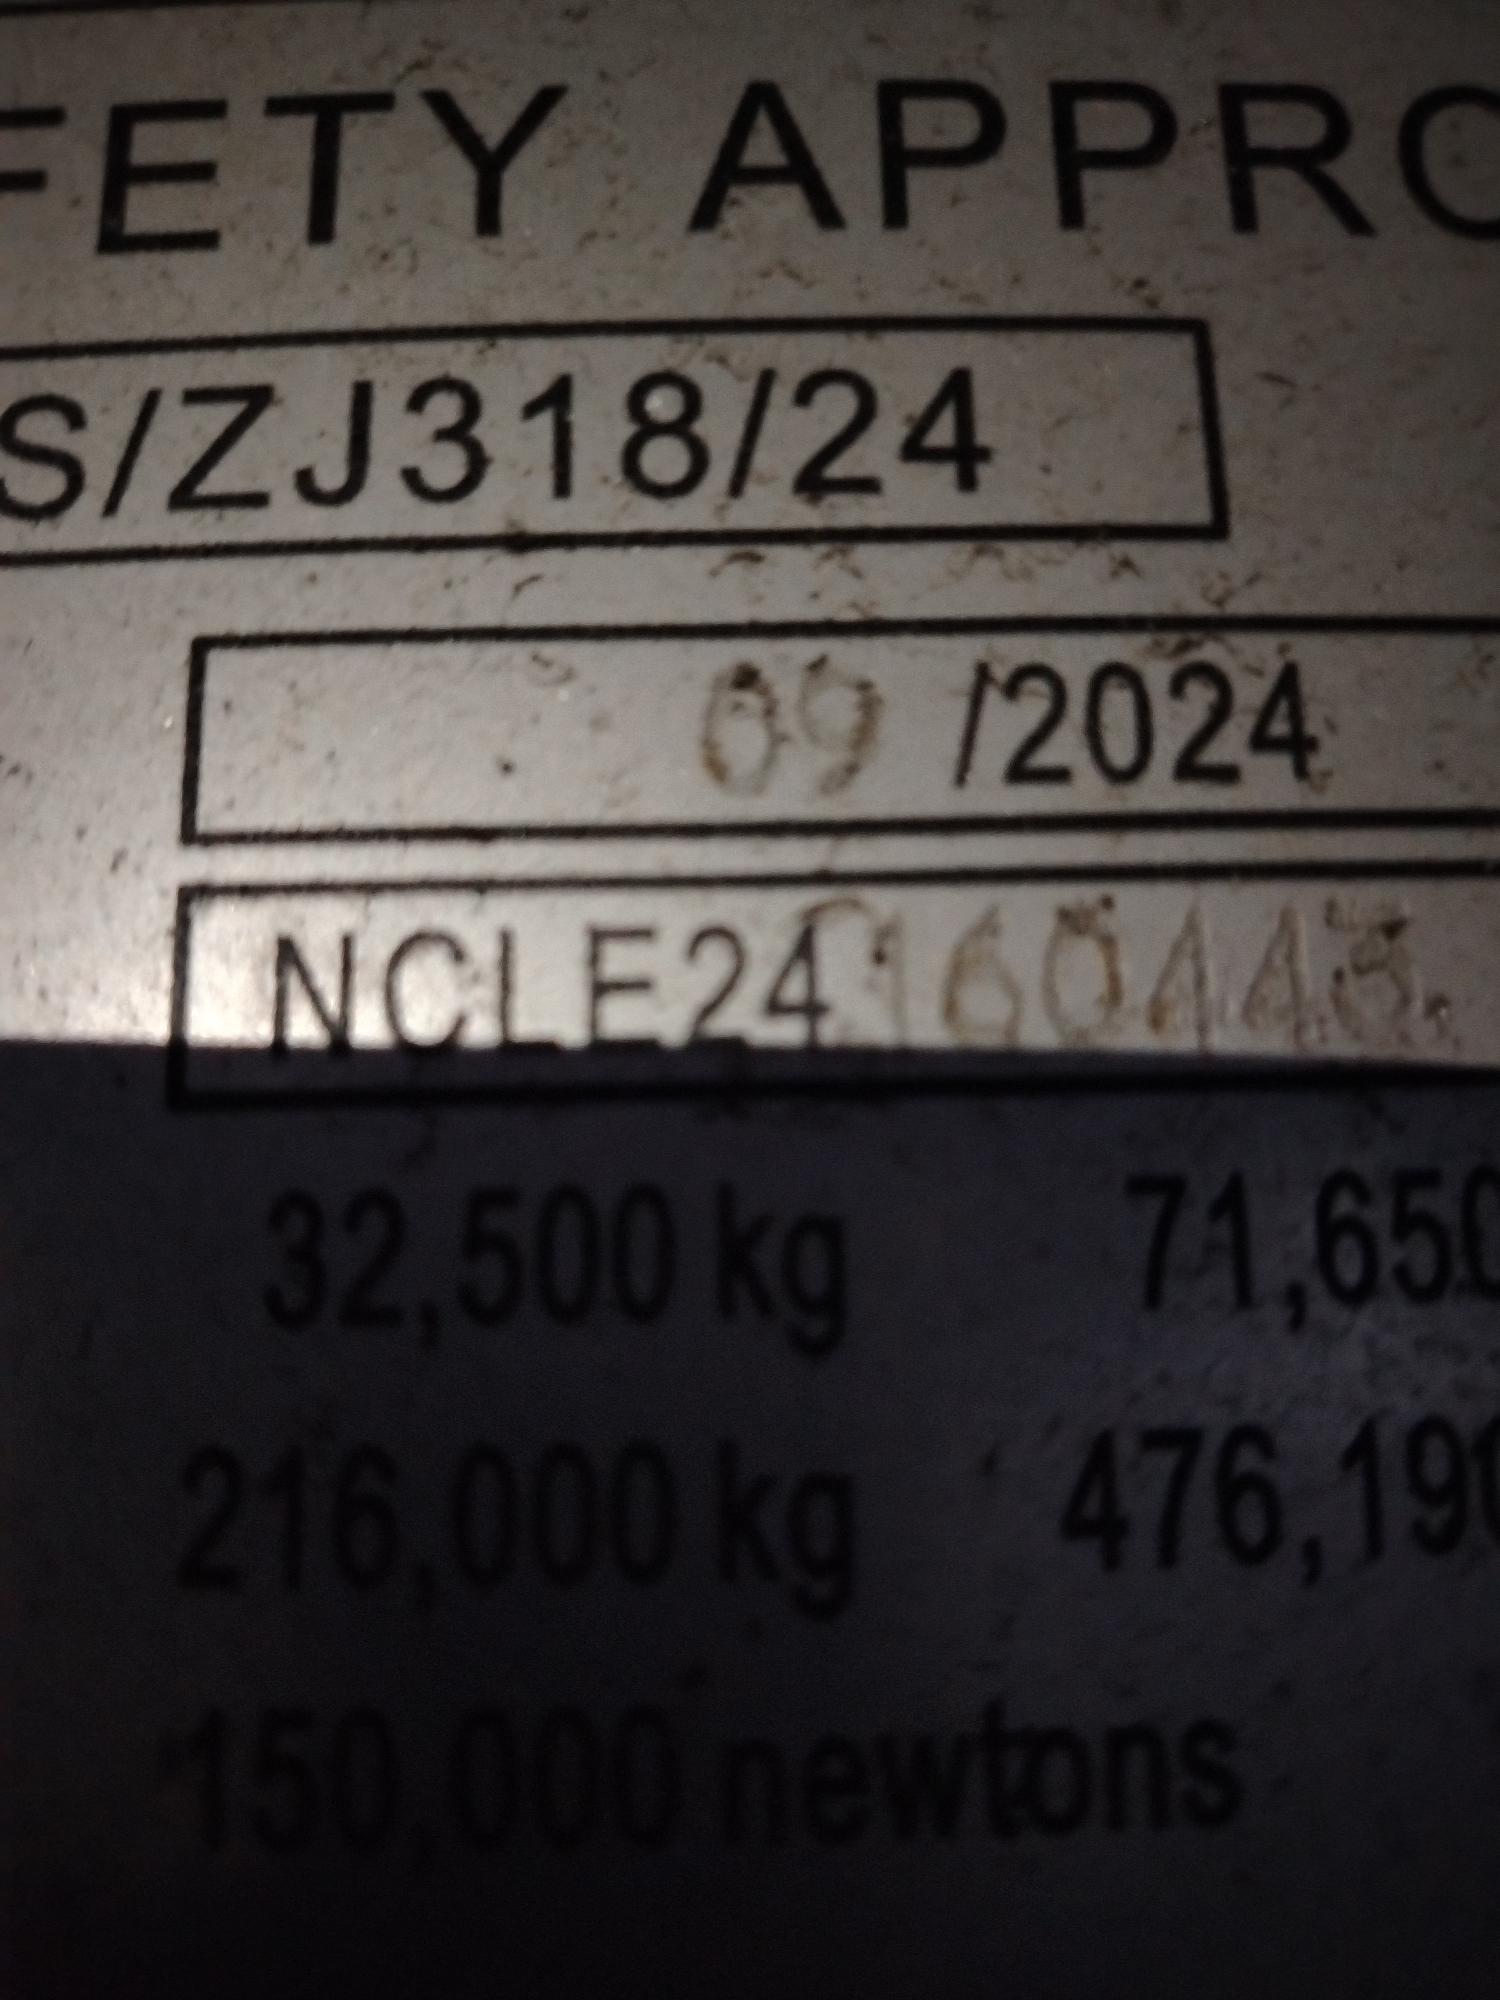 FETY APPRO
S/ZJ318/24
09 /2024
NCLE24
32,500 kg 71,650
216,000 kg 476,190
150,000 newtons